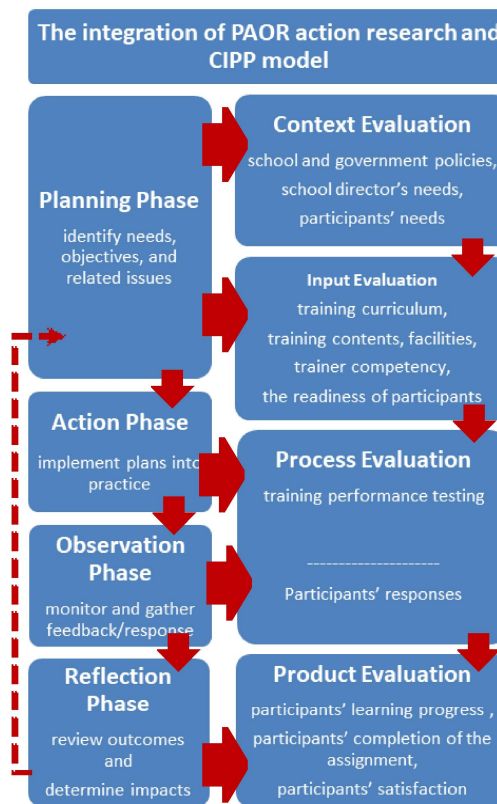 The integration of PAOR action research and
CIPP model
Planning Phase
identify needs,
objectives, and
related issues
Context Evaluation
school and government policies,
school director's needs,
participants' needs
Input Evaluation
training curriculum,
training contents, facilities,
trainer competency,
the readiness of participants
Action Phase
implement plans into
practice
Process Evaluation
training performance testing
----------------------
Participants' responses
Observation
Phase
monitor and gather
feedback/response
Reflection
Phase
review outcomes
and
determine impacts
Product Evaluation
participants' learning progress ,
participants' completion of the
assignment,
participants' satisfaction